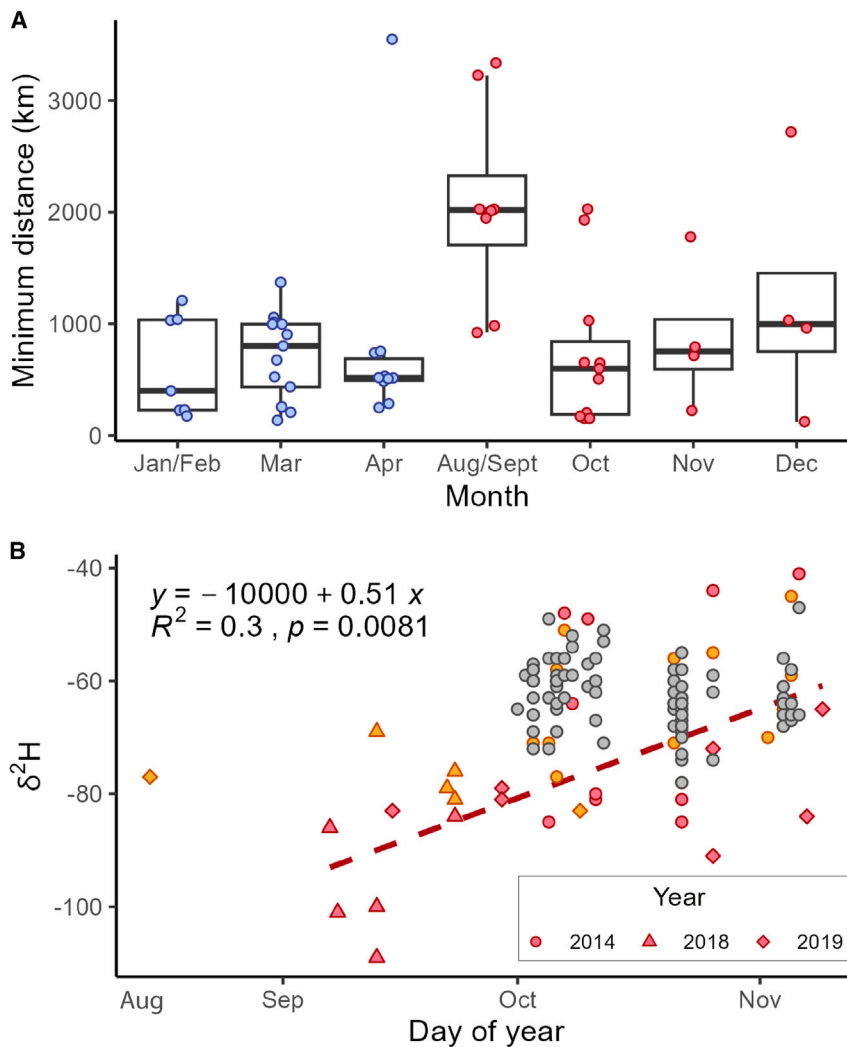 A
Minimum distance (km)
3000
2000
1000
0
Jan/Feb Mar Apr Aug/Sept Oct Nov Dec
Month
B
y = − 10000 + 0.51 x
R² = 0.3 , p = 0.0081
δ²H
-40
-60
-80
-100
Year
2014 2018 2019
Aug Sep Oct Nov
Day of year